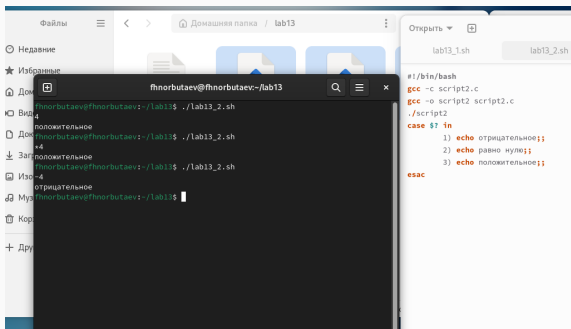 Файлы
Домашняя папка / lab13
Недавние
Избранные
+
fhnorbutaev@fhnorbutaev:~/lab13
fhnorbutaev@fhnorbutaev:~/lab13$ ./lab13_2.sh
4
положительное
fhnorbutaev@fhnorbutaev:~/lab13$ ./lab13_2.sh
+4
положительное
fhnorbutaev@fhnorbutaev:~/lab13$ ./lab13_2.sh
-4
отрицательное
fhnorbutaev@fhnorbutaev:~/lab13$
Открыть
lab13_1.sh
lab13_2.sh
#!/bin/bash
gcc -c script2.c
gcc -o script2 script2.c
./script2
case $? in
1) echo отрицательное;;
2) echo равно нулю;;
3) echo положительное;;
esac